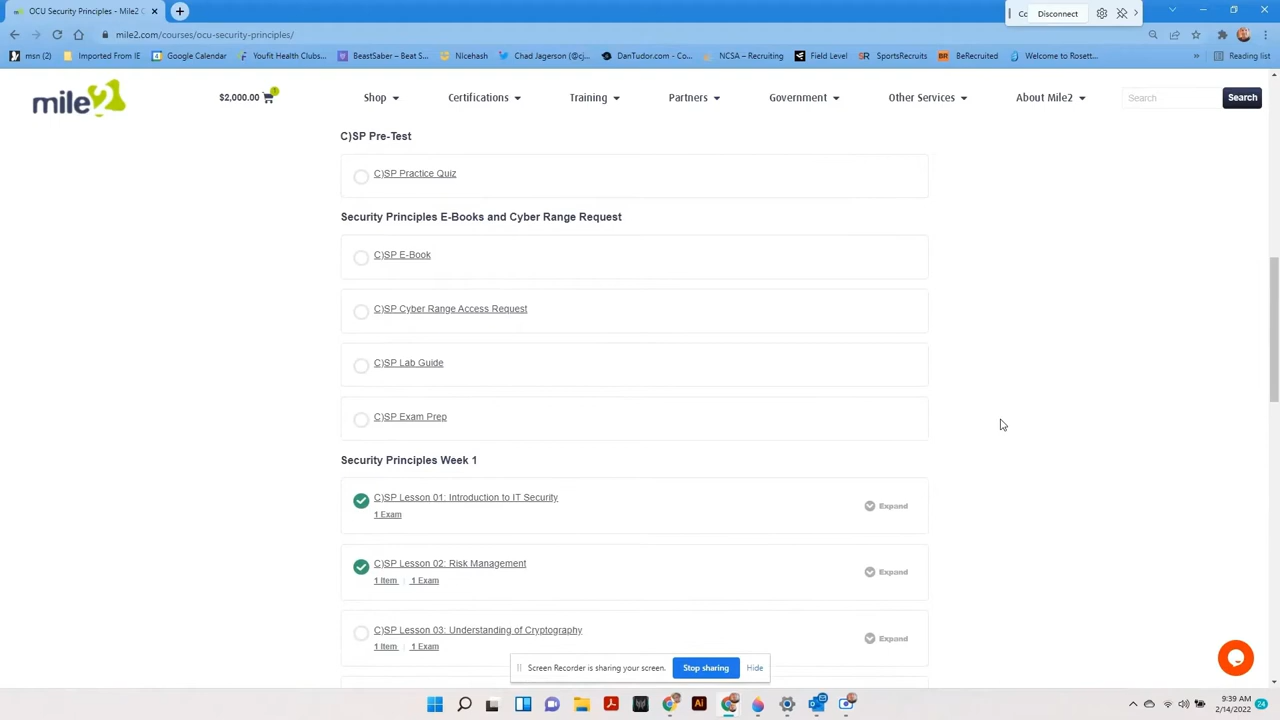 OCU Security Principles - Mile2 C
Disconnect
mile2.com/courses/ocu-security-principles/
msn (2)
Imported From IE
Youfit Health Clubs...
BeastSaber – Beat S...
Nicehash
Chad Jagerson (@cj...
DanTudor.com - Co...
NCSA – Recruiting
Field Level
SportsRecruits
BeRecruited
Welcome to Rosett...
Reading list
mile2
$2,000.00
Shop
Certifications
Training
Partners
Government
Other Services
About Mile2
Search
Search
C)SP Pre-Test
C)SP Practice Quiz
Security Principles E-Books and Cyber Range Request
C)SP E-Book
C)SP Cyber Range Access Request
C)SP Lab Guide
C)SP Exam Prep
Security Principles Week 1
C)SP Lesson 01: Introduction to IT Security
1 Exam
Expand
C)SP Lesson 02: Risk Management
1 Item | 1 Exam
Expand
C)SP Lesson 03: Understanding of Cryptography
1 Item | 1 Exam
Expand
Screen Recorder is sharing your screen.
Stop sharing
Hide
9:39 AM
2/14/2022
24